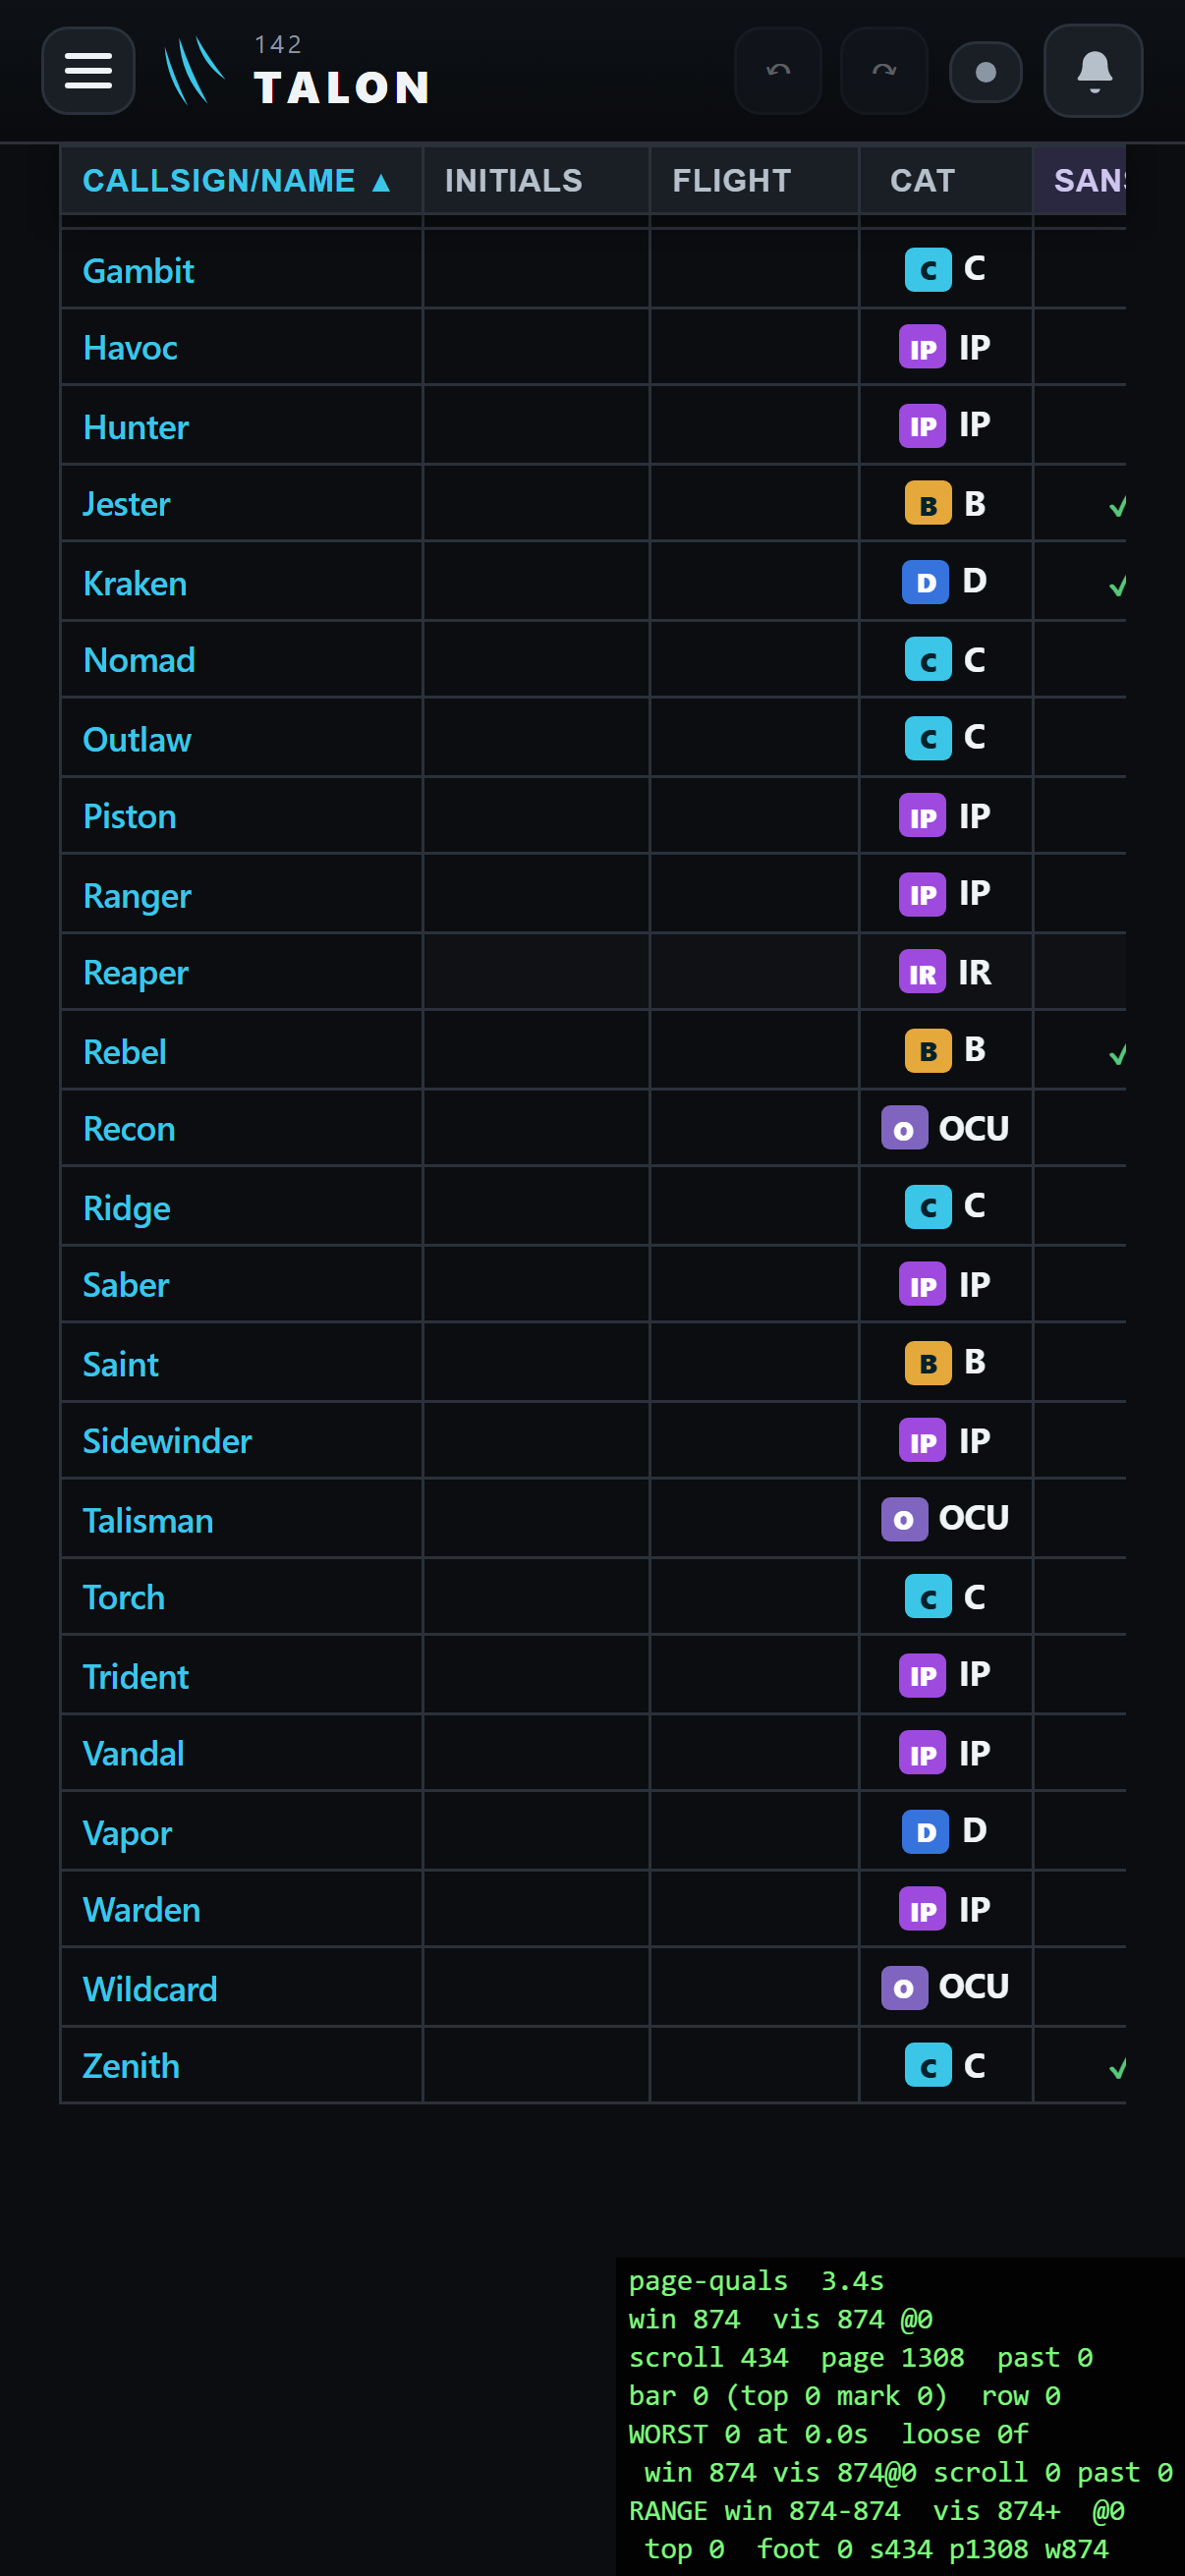 142
TALON
CALLSIGN/NAME ▲ INITIALS FLIGHT CAT SANS
Gambit C C
Havoc IP IP
Hunter IP IP
Jester B B ✓
Kraken D D ✓
Nomad C C
Outlaw C C
Piston IP IP
Ranger IP IP
Reaper IR IR
Rebel B B ✓
Recon O OCU
Ridge C C
Saber IP IP
Saint B B
Sidewinder IP IP
Talisman O OCU
Torch C C
Trident IP IP
Vandal IP IP
Vapor D D
Warden IP IP
Wildcard O OCU
Zenith C C ✓
page-quals 3.4s
win 874 vis 874 @0
scroll 434 page 1308 past 0
bar 0 (top 0 mark 0) row 0
WORST 0 at 0.0s loose 0f
win 874 vis 874@0 scroll 0 past 0
RANGE win 874-874 vis 874+ @0
top 0 foot 0 s434 p1308 w874